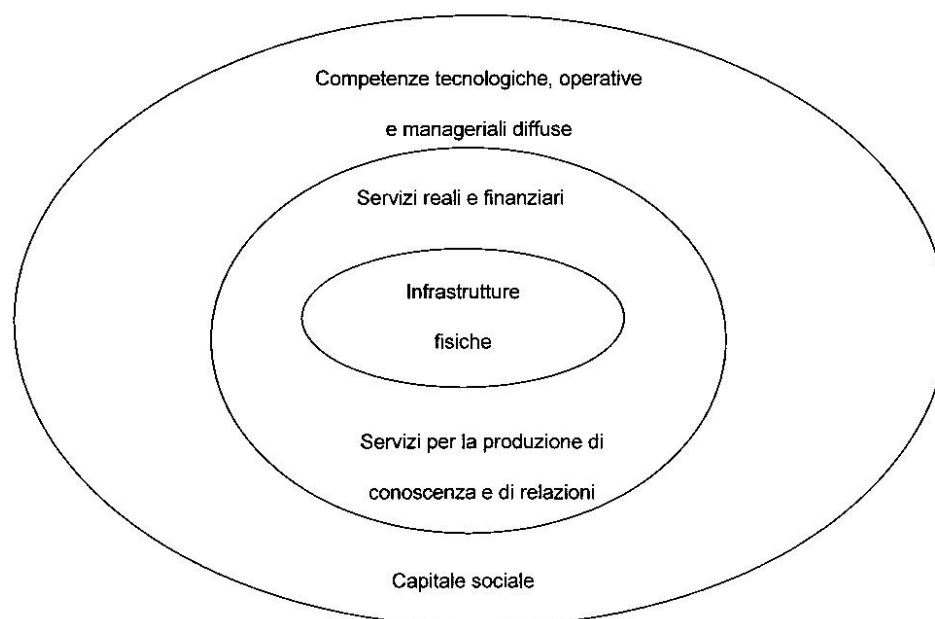 Competenze tecnologiche, operative
e manageriali diffuse
Servizi reali e finanziari
Infrastrutture
fisiche
Servizi per la produzione di
conoscenza e di relazioni
Capitale sociale